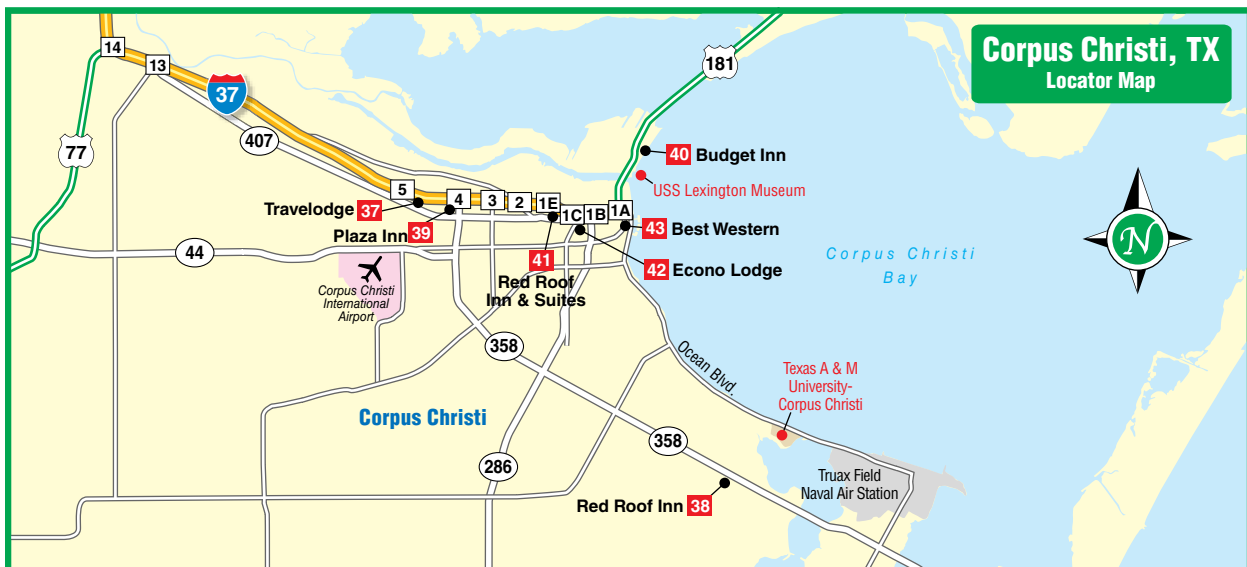 Corpus Christi, TX
Locator Map
14
13
37
181
77
407
40 Budget Inn
USS Lexington Museum
5
4
3
2
1E
1C
1B
1A
Travelodge 37
Plaza Inn 39
43 Best Western
N
44
41
Red Roof
Inn & Suites
42 Econo Lodge
Corpus Christi
Bay
Corpus Christi
International
Airport
358
Ocean Blvd.
Texas A & M
University-
Corpus Christi
Corpus Christi
358
286
Truax Field
Naval Air Station
Red Roof Inn 38